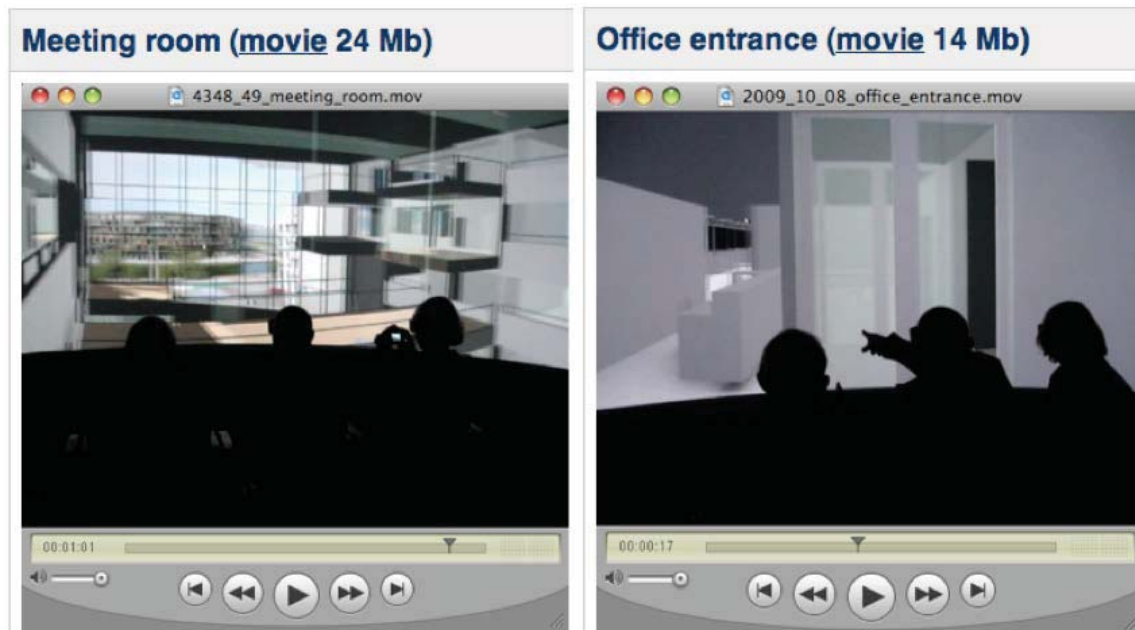 Meeting room (movie 24 Mb)
4348_49_meeting_room.mov
00:01:01
Office entrance (movie 14 Mb)
2009_10_08_office_entrance.mov
00:00:17